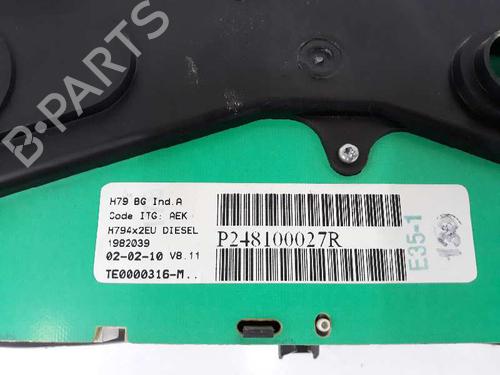 B-PARTS
H79 BG Ind.A
Code ITG: AEK
H794x2EU DIESEL
1982039
02-02-10 V8.11
TE0000316-M..
P248100027R
E35-1
138